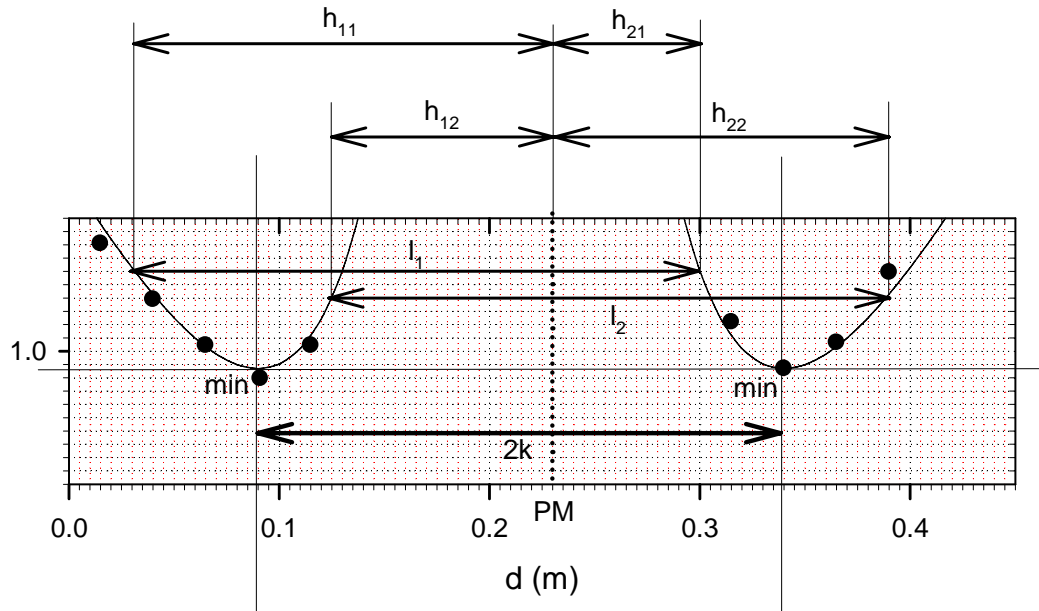 h₁₁
h₂₁
h₁₂
h₂₂
l₁
l₂
1.0
min
min
2k
PM
0.0
0.1
0.2
0.3
0.4
d (m)